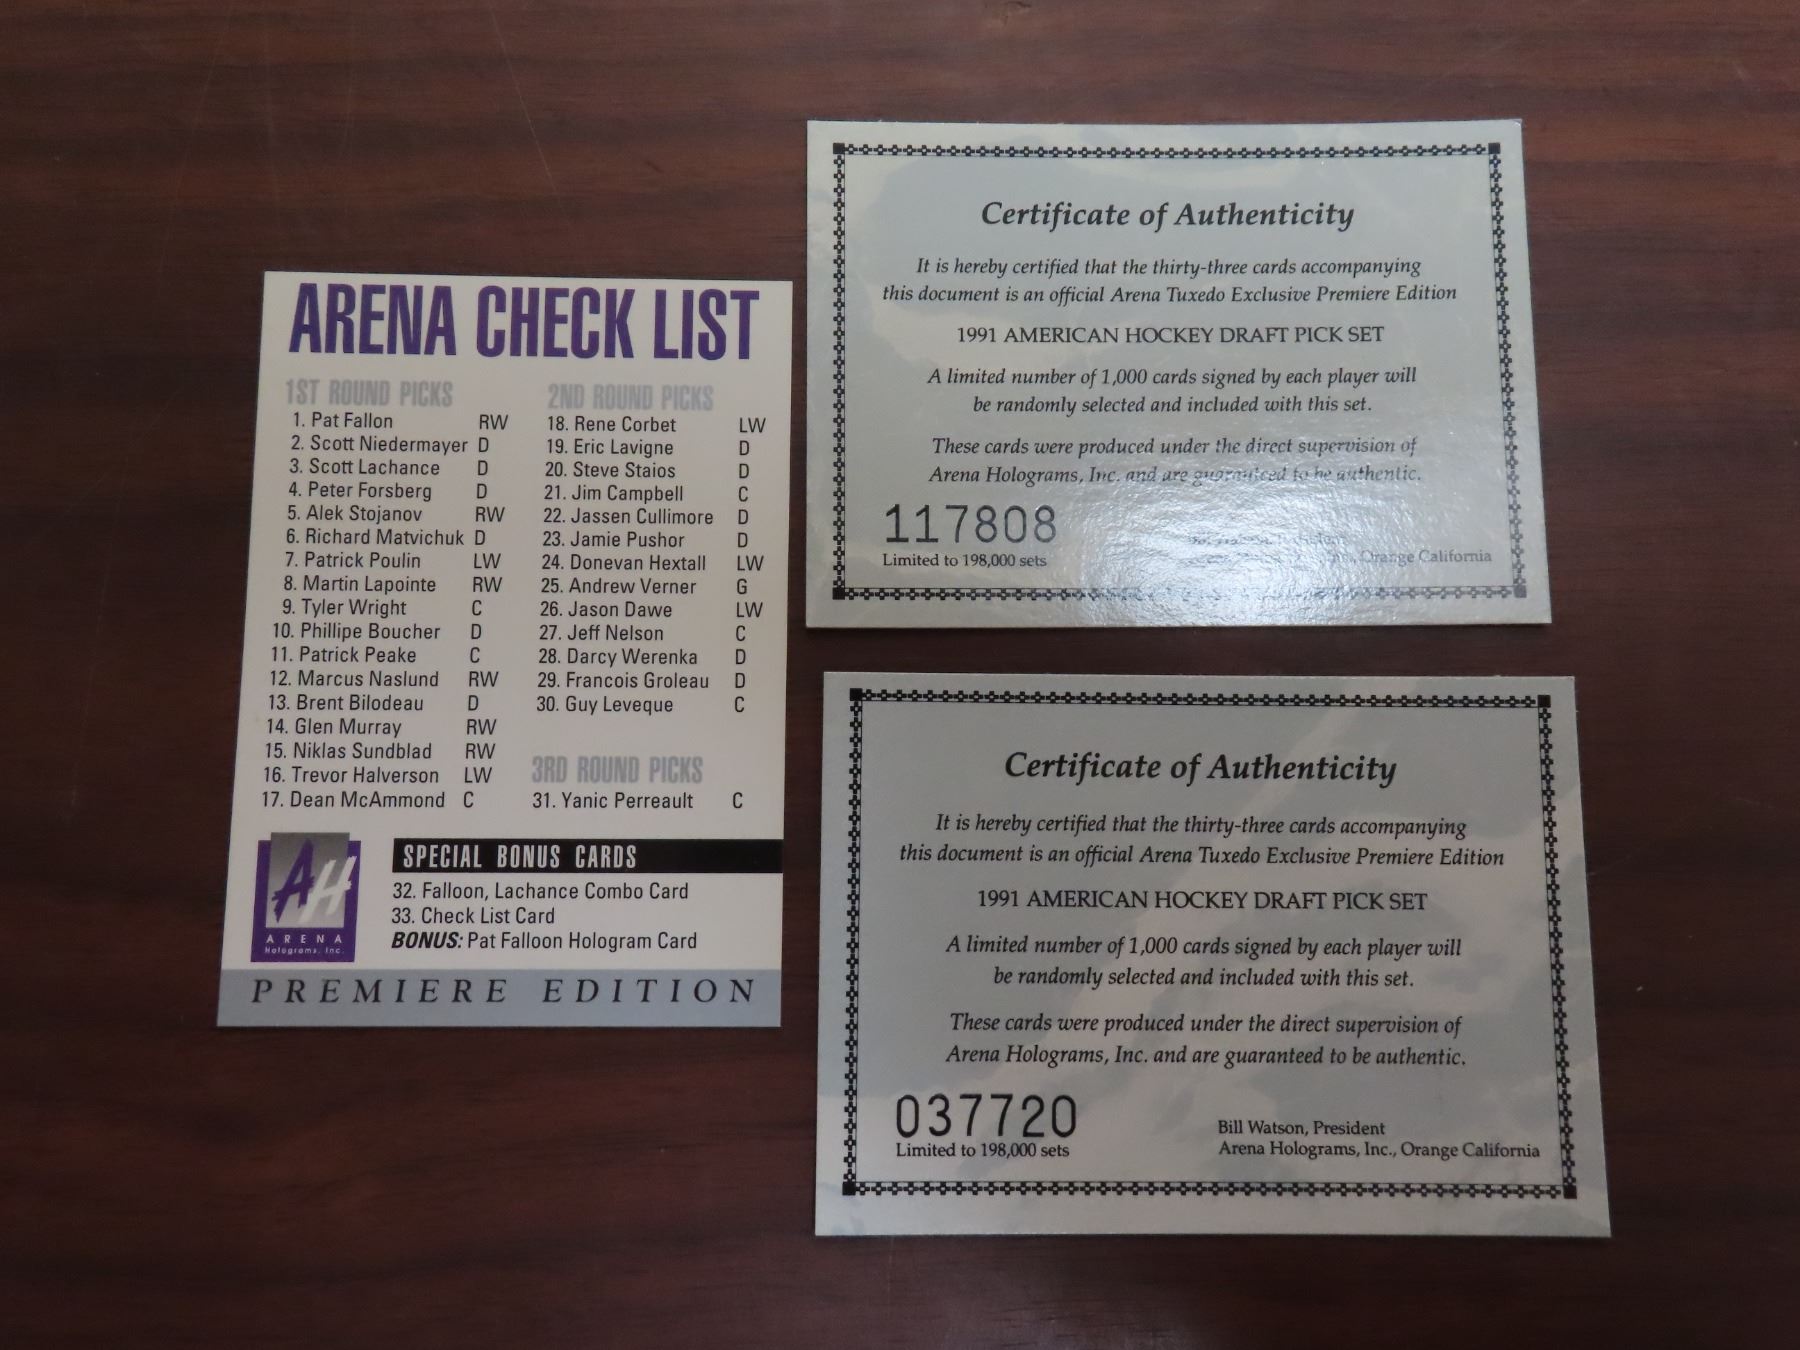 ARENA CHECK LIST
1ST ROUND PICKS
1. Pat Fallon RW
2. Scott Niedermayer D
3. Scott Lachance D
4. Peter Forsberg D
5. Alek Stojanov RW
6. Richard Matvichuk D
7. Patrick Poulin LW
8. Martin Lapointe RW
9. Tyler Wright C
10. Phillipe Boucher D
11. Patrick Peake C
12. Marcus Naslund RW
13. Brent Bilodeau D
14. Glen Murray RW
15. Niklas Sundblad RW
16. Trevor Halverson LW
17. Dean McAmmond C
2ND ROUND PICKS
18. Rene Corbet LW
19. Eric Lavigne D
20. Steve Staios D
21. Jim Campbell C
22. Jassen Cullimore D
23. Jamie Pushor D
24. Donevan Hextall LW
25. Andrew Verner G
26. Jason Dawe LW
27. Jeff Nelson C
28. Darcy Werenka D
29. Francois Groleau D
30. Guy Leveque C
3RD ROUND PICKS
31. Yanic Perreault C
AH
ARENA
Holograms, Inc.
SPECIAL BONUS CARDS
32. Falloon, Lachance Combo Card
33. Check List Card
BONUS: Pat Falloon Hologram Card
PREMIERE EDITION
Certificate of Authenticity
It is hereby certified that the thirty-three cards accompanying
this document is an official Arena Tuxedo Exclusive Premiere Edition
1991 AMERICAN HOCKEY DRAFT PICK SET
A limited number of 1,000 cards signed by each player will
be randomly selected and included with this set.
These cards were produced under the direct supervision of
Arena Holograms, Inc. and are guaranteed to be authentic.
117808
Limited to 198,000 sets
Inc., Orange California
Certificate of Authenticity
It is hereby certified that the thirty-three cards accompanying
this document is an official Arena Tuxedo Exclusive Premiere Edition
1991 AMERICAN HOCKEY DRAFT PICK SET
A limited number of 1,000 cards signed by each player will
be randomly selected and included with this set.
These cards were produced under the direct supervision of
Arena Holograms, Inc. and are guaranteed to be authentic.
037720
Limited to 198,000 sets
Bill Watson, President
Arena Holograms, Inc., Orange California